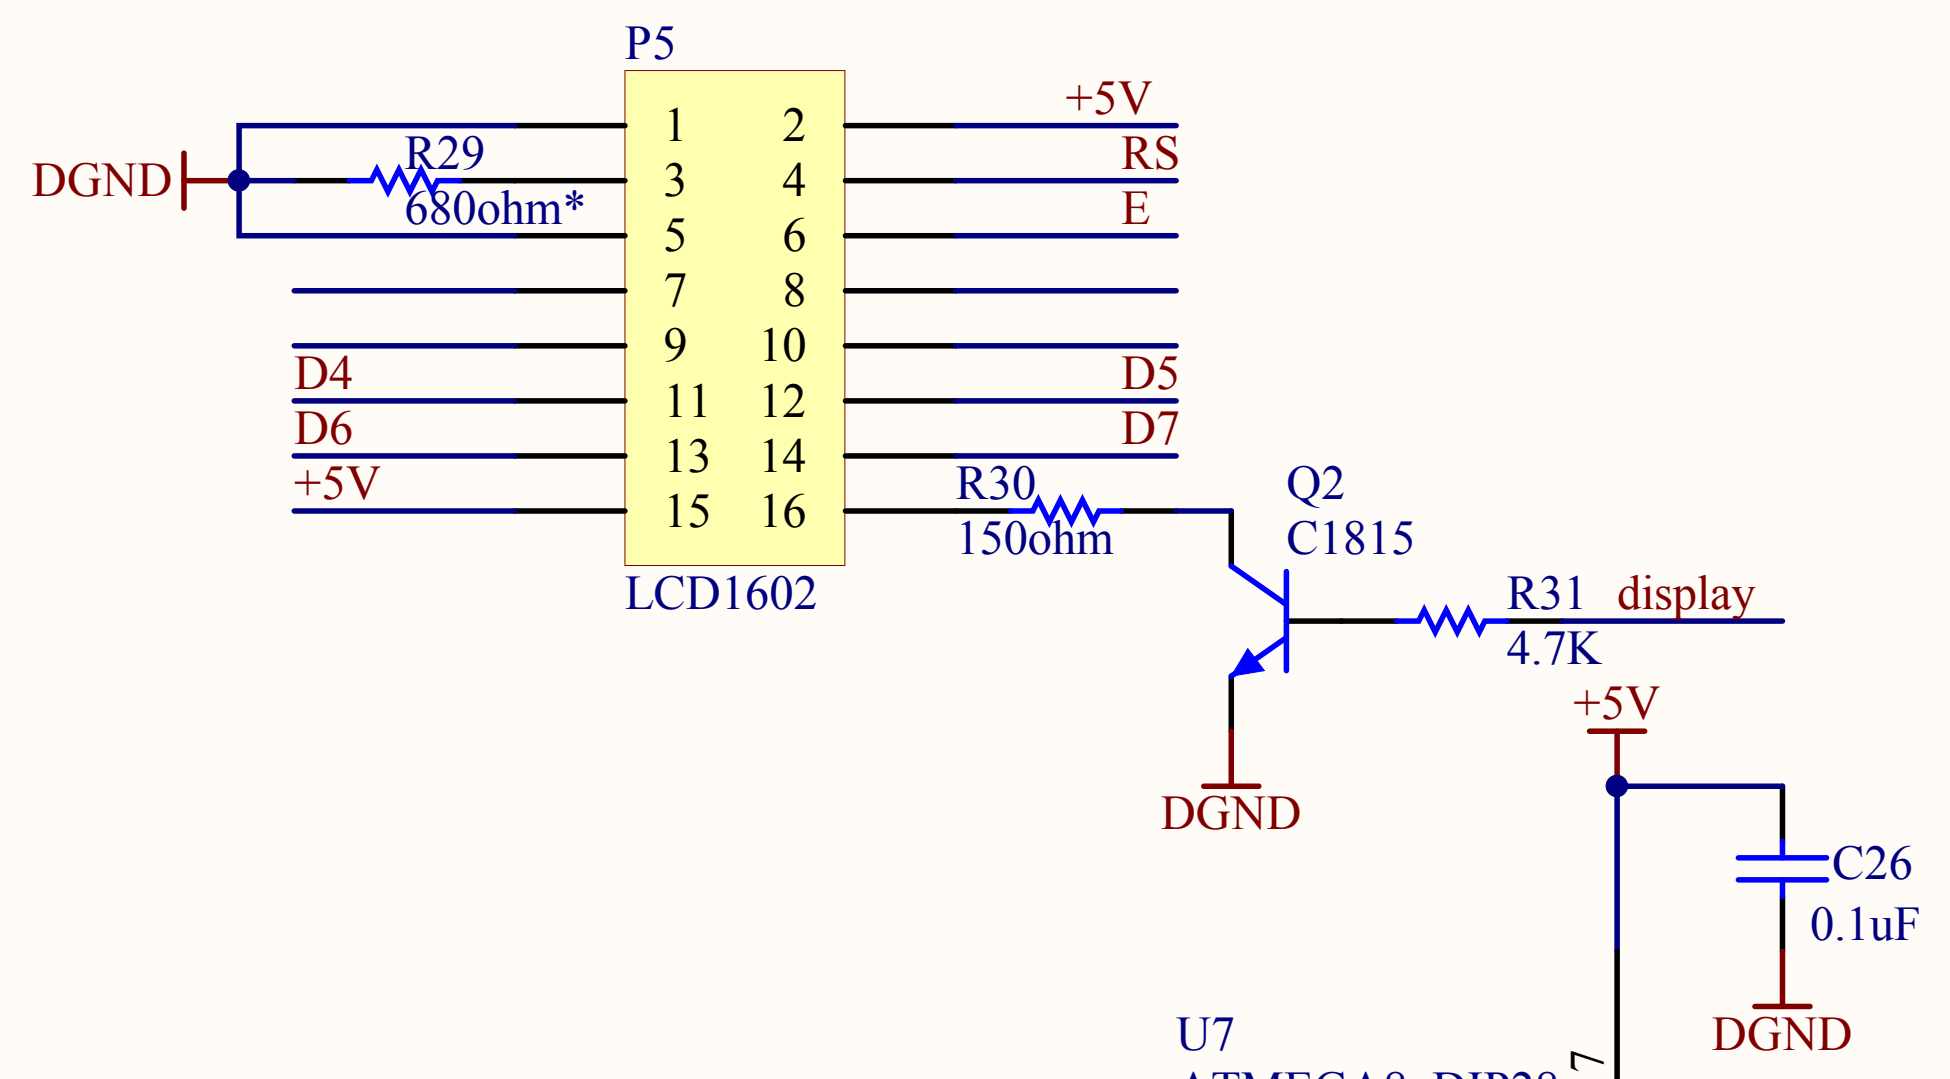 P5
1 2 +5V
DGND R29 3 4 RS
680ohm* 5 6 E
7 8
9 10
D4 11 12 D5
D6 13 14 D7
+5V 15 16 R30 Q2
150ohm C1815
LCD1602 R31 display
4.7K
+5V
DGND
C26
0.1uF
U7 DGND
7
ATMEGA8_DIP28